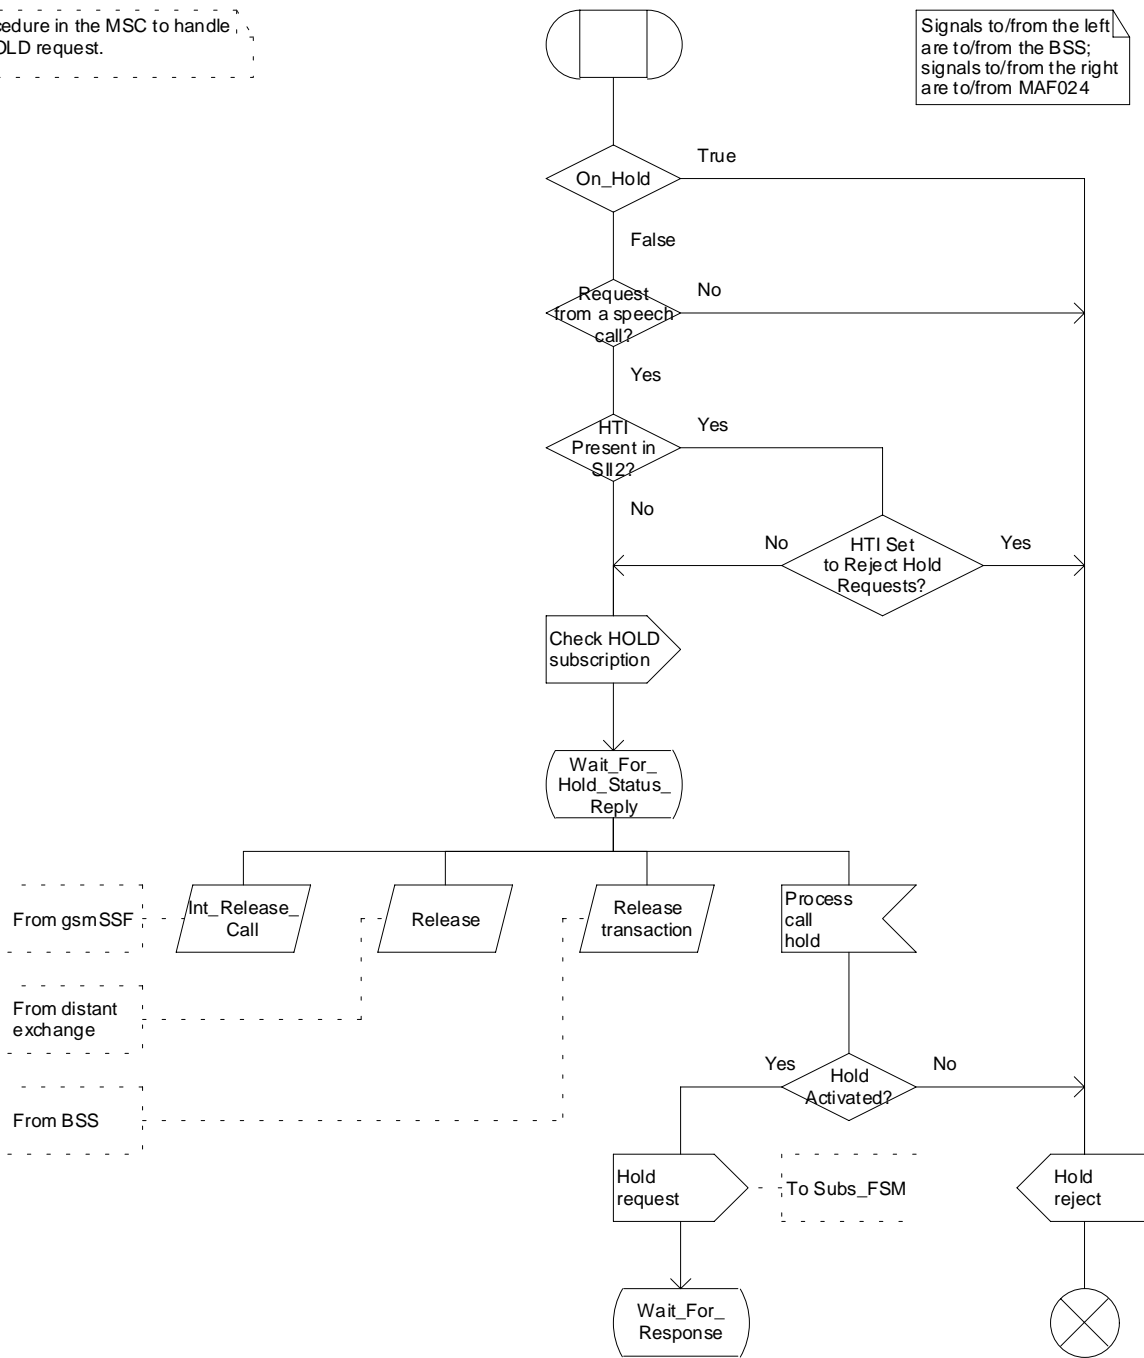 cedure in the MSC to handle
OLD request.
Signals to/from the left
are to/from the BSS;
signals to/from the right
are to/from MAF024
True
On_Hold
False
Request
from a speech
call?
No
Yes
HTI
Present in
SII2?
Yes
No
No
HTI Set
to Reject Hold
Requests?
Yes
Check HOLD
subscription
Wait_For_
Hold_Status_
Reply
From gsmSSF
Int_Release_
Call
Release
Release
transaction
Process
call
hold
From distant
exchange
Yes
Hold
Activated?
No
From BSS
Hold
request
To Subs_FSM
Hold
reject
Wait_For_
Response